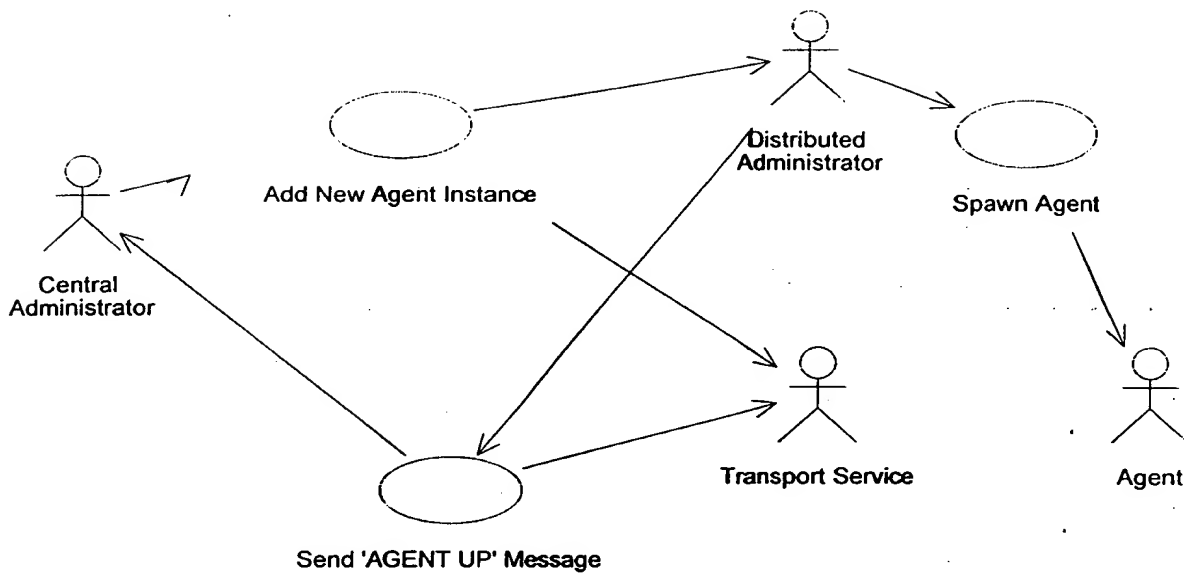 Distributed
Administrator
Add New Agent Instance
Spawn Agent
Central
Administrator
Transport Service
Agent
Send 'AGENT UP' Message